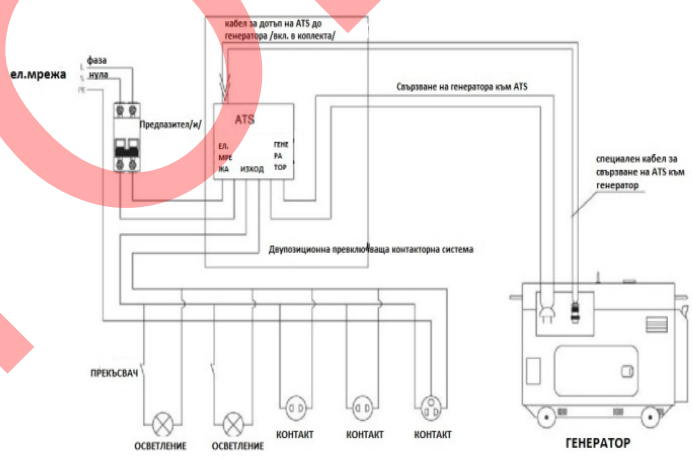 кабел за дотъп на ATS до
генератора /вкл. в коплекта/
ел.мрежа
L
фаза
N
нула
PE
Предпазител/и/
ATS
ЕЛ.
МРЕ
ЖА
ИЗХОД
ГЕНЕ
РА
ТОР
Свързване на генератора към ATS
специален кабел за
свързване на ATS към
генератор
Двупозиционна превключваща контакторна система
ПРЕКЪСВАЧ
ОСВЕТЛЕНИЕ
ОСВЕТЛЕНИЕ
КОНТАКТ
КОНТАКТ
КОНТАКТ
ГЕНЕРАТОР